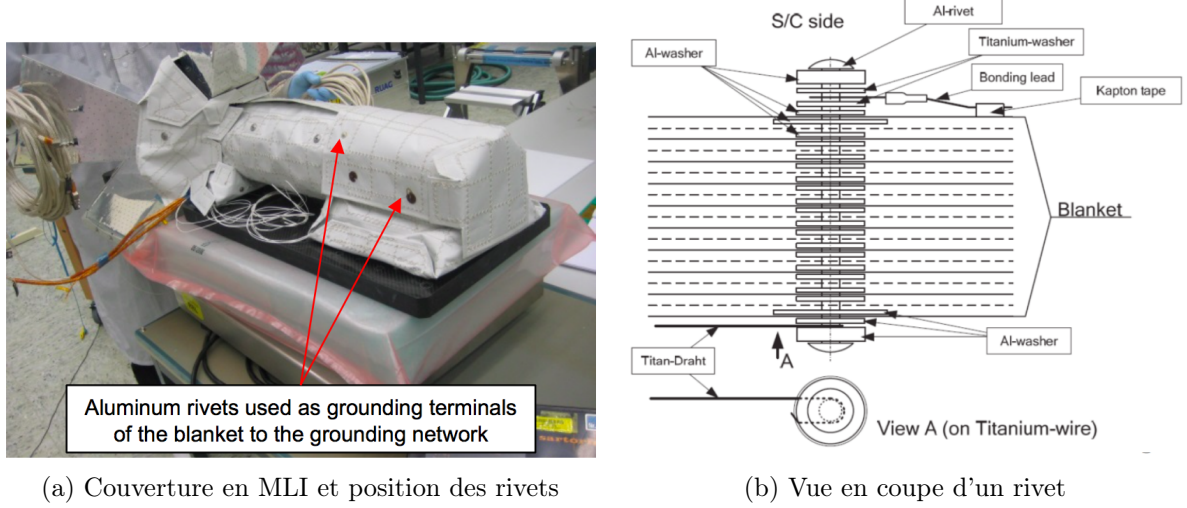 S/C side
Al-rivet
Al-washer
Titanium-washer
Bonding lead
Kapton tape
Blanket
Al-washer
Titan-Draht
A
View A (on Titanium-wire)
RUAG
Aluminum rivets used as grounding terminals
of the blanket to the grounding network
sartorius
(a) Couverture en MLI et position des rivets
(b) Vue en coupe d'un rivet